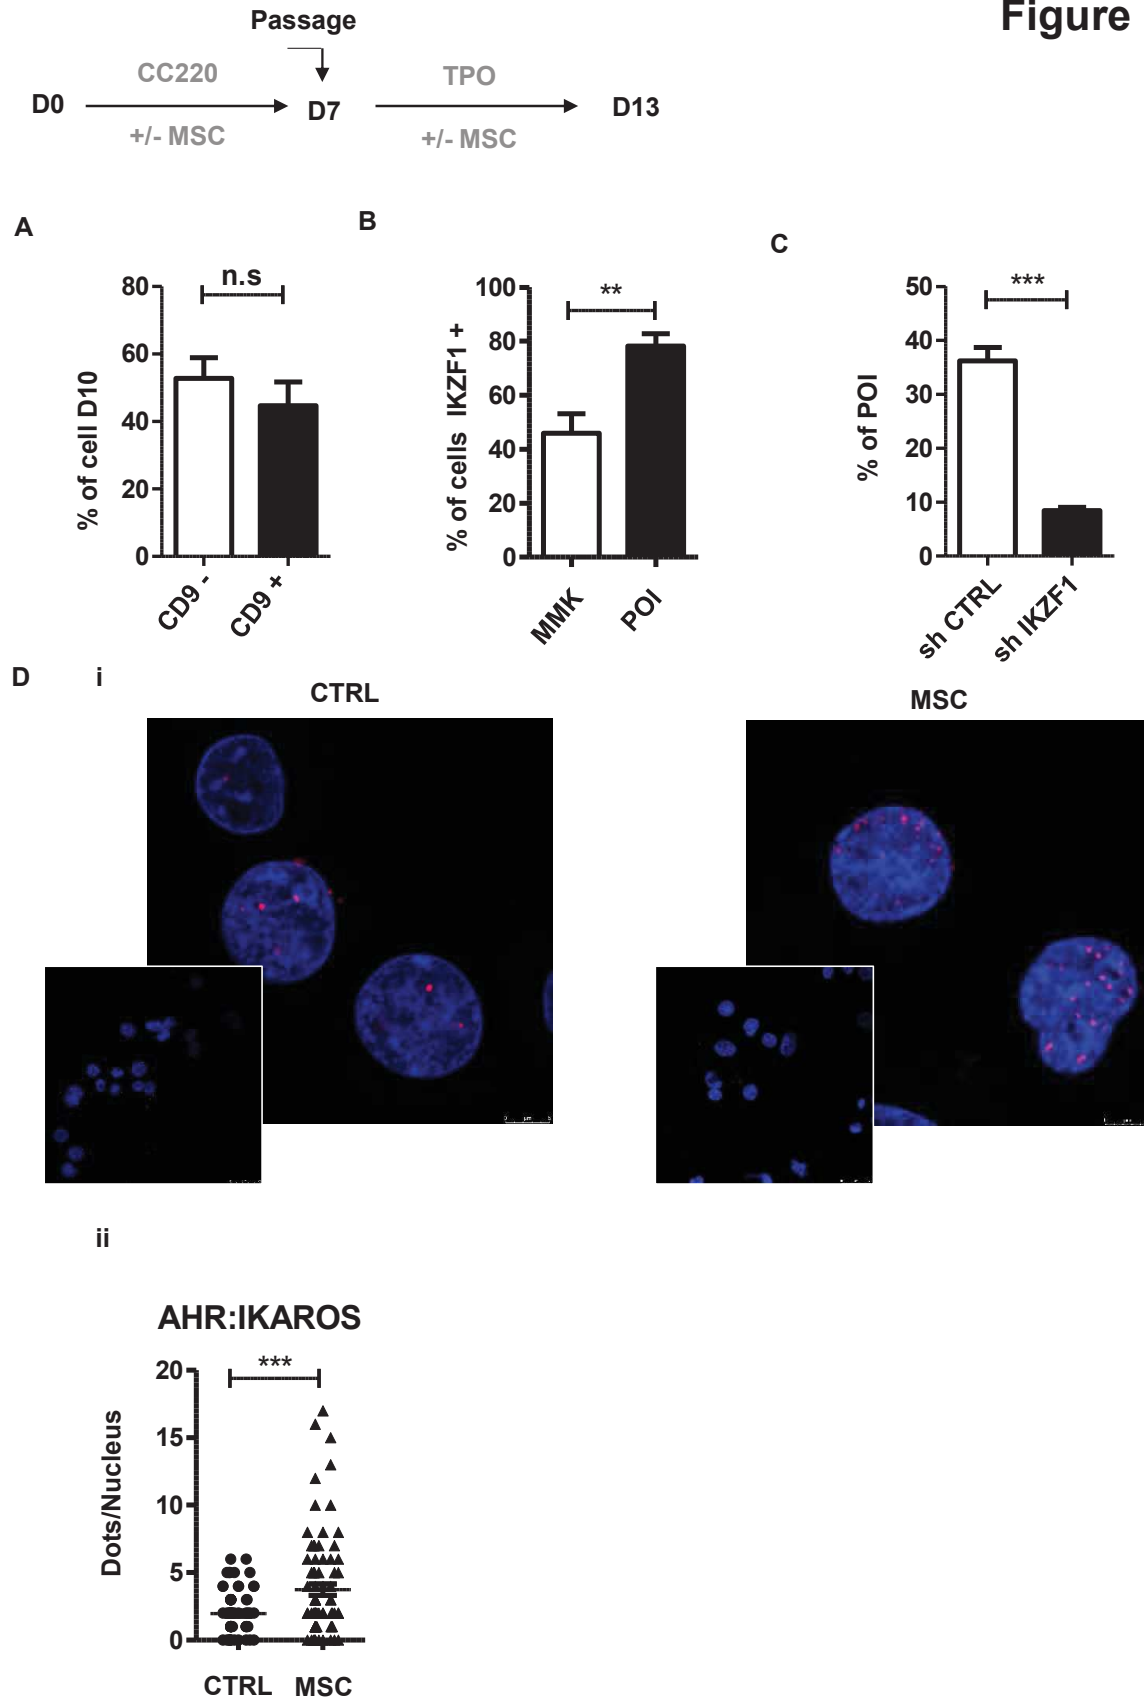 Figure
Passage
CC220
TPO
D0
D7
D13
+/- MSC
+/- MSC
A
n.s
% of cell D10
80
60
40
20
0
CD9 -
CD9 +
B
**
% of cells IKZF1 +
100
80
60
40
20
0
MMK
POI
C
***
% of POI
50
40
30
20
10
0
sh CTRL
sh IKZF1
D
i
CTRL
MSC
ii
AHR:IKAROS
***
Dots/Nucleus
20
15
10
5
0
CTRL
MSC